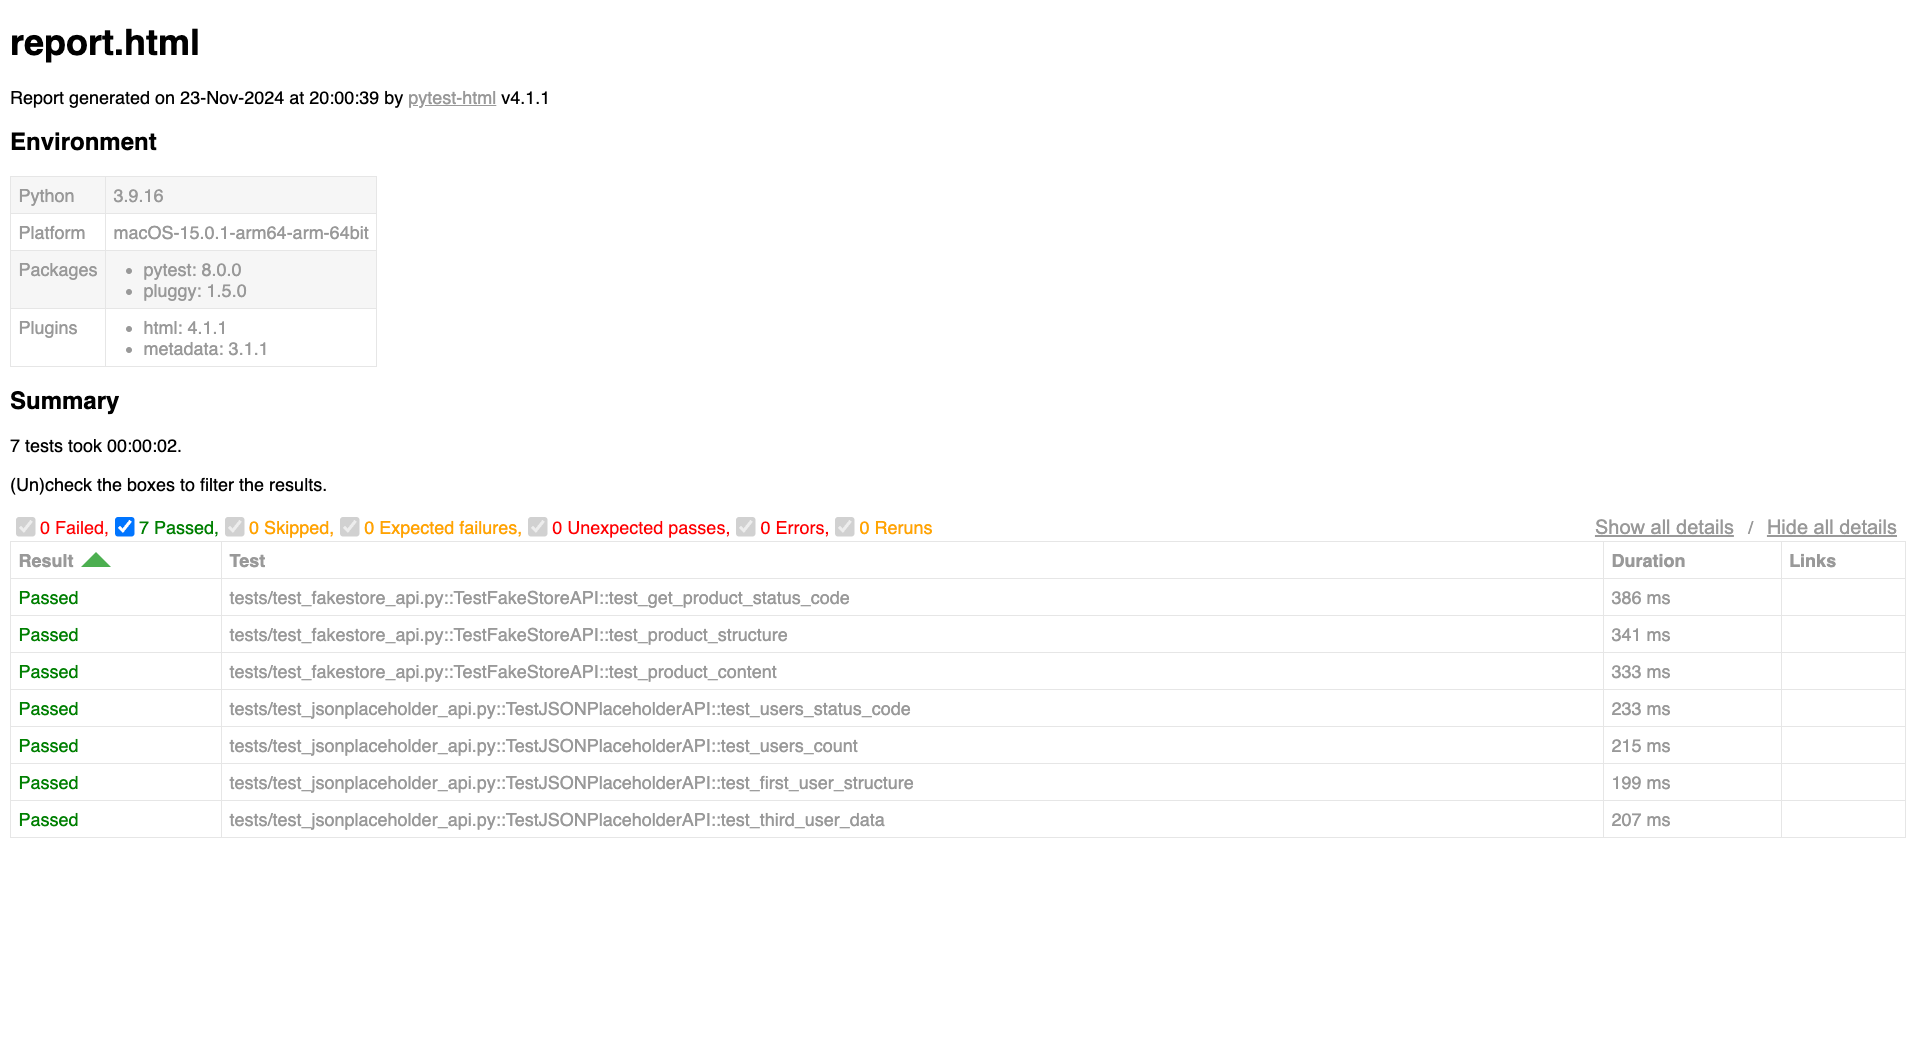 report.html
Report generated on 23-Nov-2024 at 20:00:39 by pytest-html v4.1.1
Environment
Python 3.9.16
Platform macOS-15.0.1-arm64-arm-64bit
Packages • pytest: 8.0.0
• pluggy: 1.5.0
Plugins • html: 4.1.1
• metadata: 3.1.1
Summary
7 tests took 00:00:02.
(Un)check the boxes to filter the results.
0 Failed, 7 Passed, 0 Skipped, 0 Expected failures, 0 Unexpected passes, 0 Errors, 0 Reruns Show all details / Hide all details
Result Test Duration Links
Passed tests/test_fakestore_api.py::TestFakeStoreAPI::test_get_product_status_code 386 ms
Passed tests/test_fakestore_api.py::TestFakeStoreAPI::test_product_structure 341 ms
Passed tests/test_fakestore_api.py::TestFakeStoreAPI::test_product_content 333 ms
Passed tests/test_jsonplaceholder_api.py::TestJSONPlaceholderAPI::test_users_status_code 233 ms
Passed tests/test_jsonplaceholder_api.py::TestJSONPlaceholderAPI::test_users_count 215 ms
Passed tests/test_jsonplaceholder_api.py::TestJSONPlaceholderAPI::test_first_user_structure 199 ms
Passed tests/test_jsonplaceholder_api.py::TestJSONPlaceholderAPI::test_third_user_data 207 ms